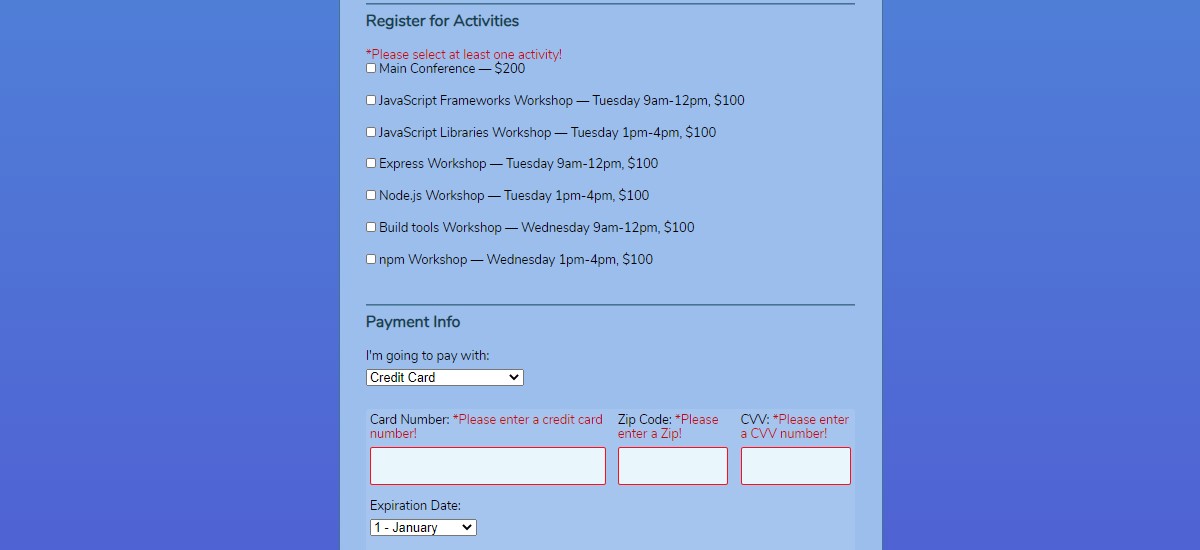 Register for Activities
*Please select at least one activity!
Main Conference — $200
JavaScript Frameworks Workshop — Tuesday 9am-12pm, $100
JavaScript Libraries Workshop — Tuesday 1pm-4pm, $100
Express Workshop — Tuesday 9am-12pm, $100
Node.js Workshop — Tuesday 1pm-4pm, $100
Build tools Workshop — Wednesday 9am-12pm, $100
npm Workshop — Wednesday 1pm-4pm, $100
Payment Info
I'm going to pay with:
Credit Card
Card Number: *Please enter a credit card
number!
Zip Code: *Please
enter a Zip!
CVV: *Please enter
a CVV number!
Expiration Date:
1 - January